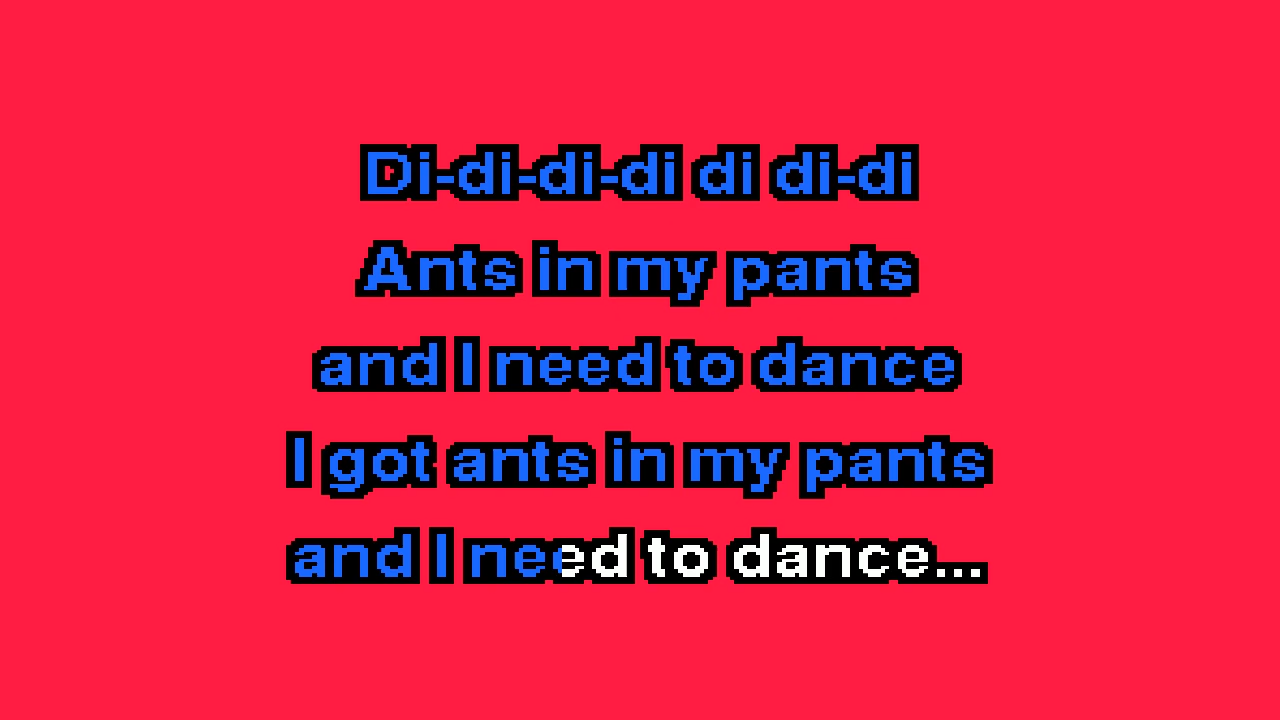 Di-di-di-di di di-di
Ants in my pants
and I need to dance
I got ants in my pants
and I need to dance...